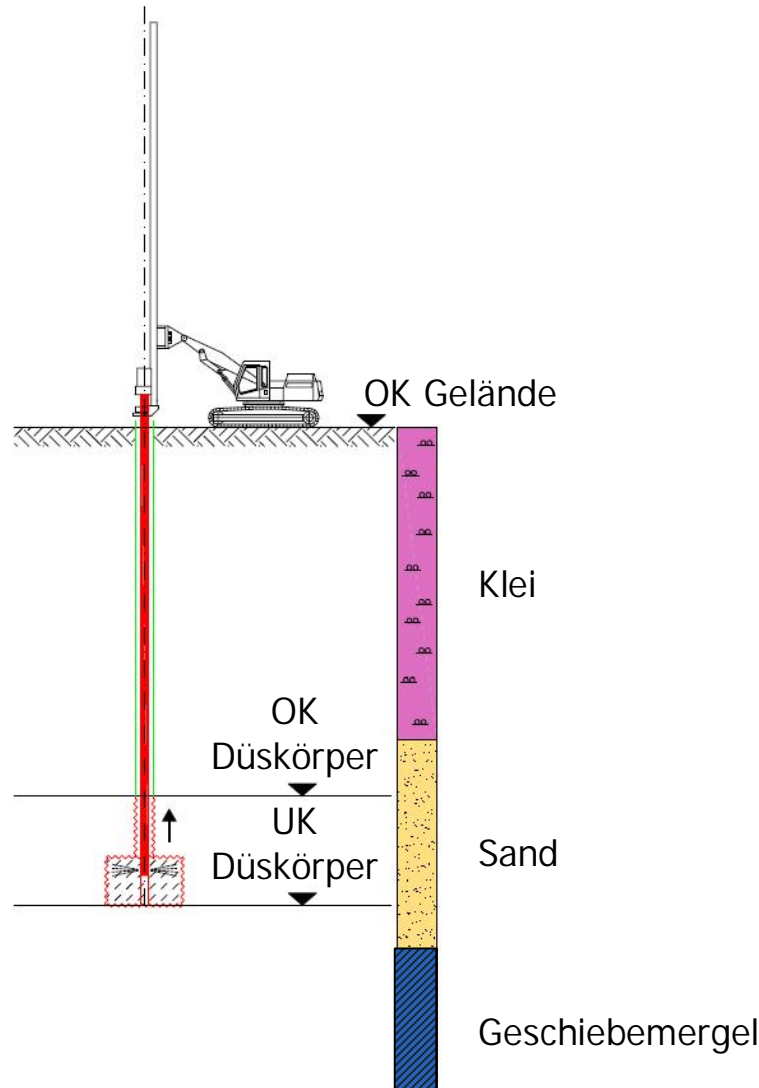 OK Gelände
Klei
OK
Düskörper
UK
Düskörper
Sand
Geschiebemergel